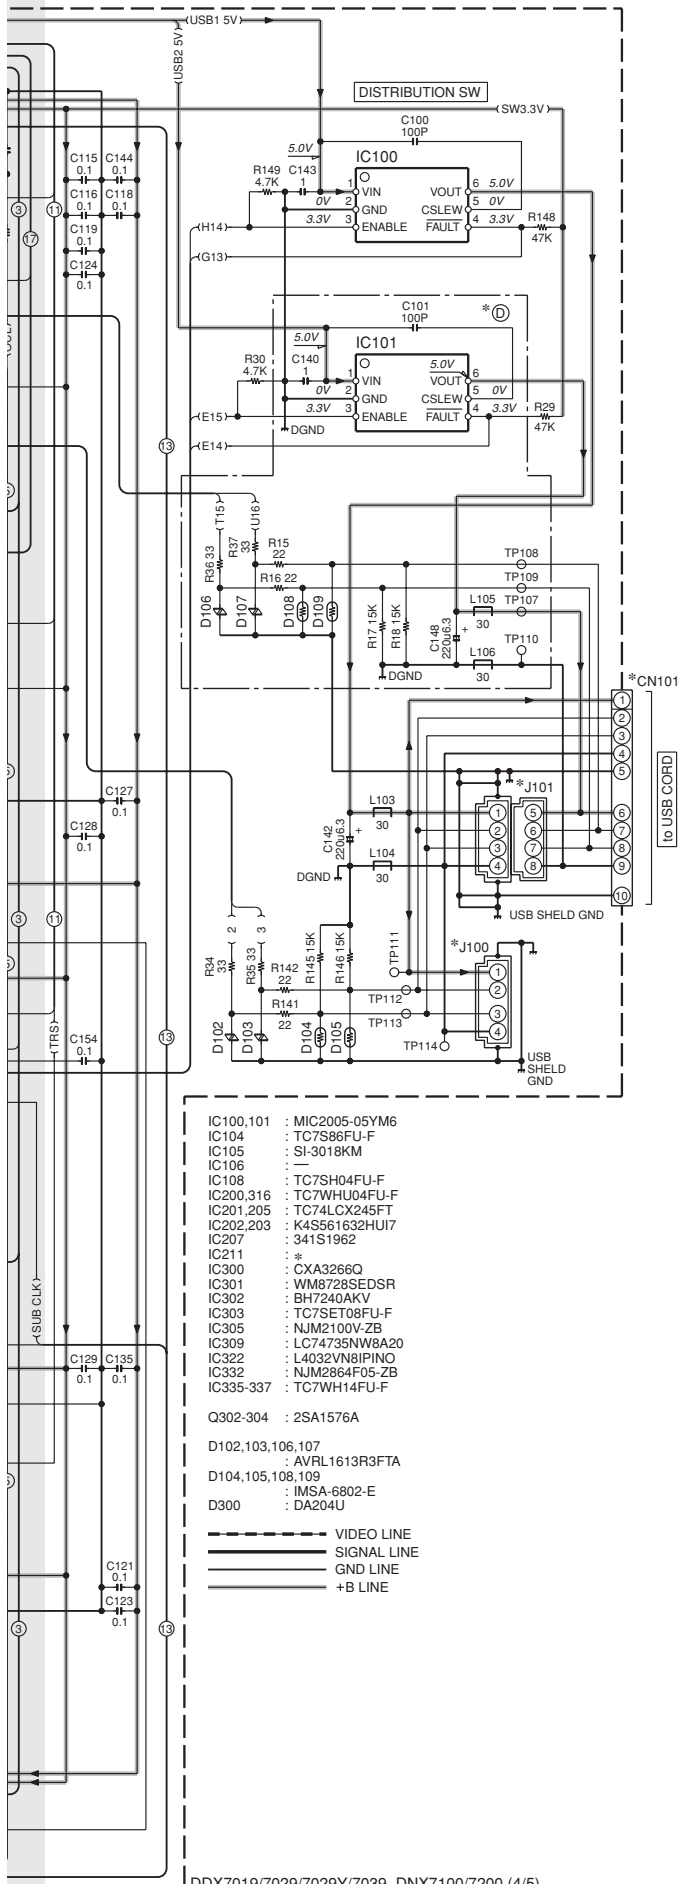 USB1 5V
USB2 5V
DISTRIBUTION SW
SW3.3V
C100
100P
C115 C144
0.1 0.1
C116 C118
0.1 0.1
C119
0.1
C124
0.1
3
11
17
13
5.0V
IC100
R149 C143
4.7K 1
1 VIN VOUT 6 5.0V
0V 2 GND CSLEW 5 0V
3.3V 3 ENABLE FAULT 4 3.3V R148
47K
H14
G13
C101
100P
*D
5.0V
IC101
R30 C140
4.7K 1
5.0V
1 VIN VOUT 6
0V 2 GND CSLEW 5 0V
3.3V 3 ENABLE FAULT 4 3.3V R29
47K
E15
DGND
E14
13
T15
U16
R36 33
R37
33
R15
22
R16 22
D106
D107
D108
D109
R17 15K
R18 15K
C148
220u6.3
+
TP108
TP109
L105 TP107
30
L106 TP110
30
DGND
*CN101
1
2
3
4
5
6
7
8
9
10
to USB CORD
*J101
1 5
2 6
3 7
4 8
USB SHELD GND
C127
0.1
C128
0.1
L103
30
C142
220u6.3
+
L104
30
DGND
3
11
2
3
R34
33
R35 33
R142
22
R141
22
R145 15K
R146 15K
TP111
TP112
TP113
TP114
*J100
1
2
3
4
USB
SHELD
GND
D102
D103
D104
D105
TRS
C154
0.1
13
SUB CLK
C129 C135
0.1 0.1
IC100,101 : MIC2005-05YM6
IC104 : TC7S86FU-F
IC105 : SI-3018KM
IC106 : —
IC108 : TC7SH04FU-F
IC200,316 : TC7WHU04FU-F
IC201,205 : TC74LCX245FT
IC202,203 : K4S561632HUI7
IC207 : 341S1962
IC211 : *
IC300 : CXA3266Q
IC301 : WM8728SEDSR
IC302 : BH7240AKV
IC303 : TC7SET08FU-F
IC305 : NJM2100V-ZB
IC309 : LC74735NW8A20
IC322 : L4032VN8IPINO
IC332 : NJM2864F05-ZB
IC335-337 : TC7WH14FU-F
Q302-304 : 2SA1576A
D102,103,106,107
: AVRL1613R3FTA
D104,105,108,109
: IMSA-6802-E
D300 : DA204U
VIDEO LINE
SIGNAL LINE
GND LINE
+B LINE
C121
0.1
C123
0.1
3
13
DDX7019/7029/7029Y/7039, DNX7100/7200 (4/5)